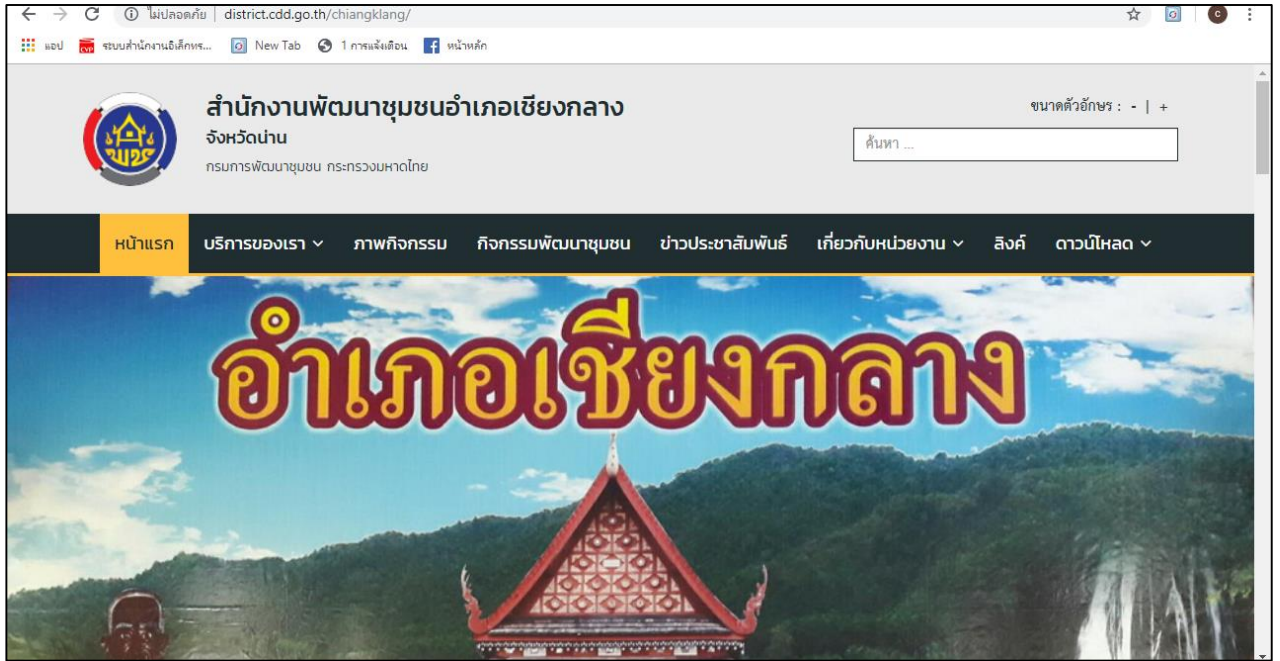 ไม่ปลอดภัย | district.cdd.go.th/chiangklang/
แอป CVP ระบบสำนักงานอิเล็กทร... New Tab 1 การแจ้งเตือน หน้าหลัก
สำนักงานพัฒนาชุมชนอำเภอเชียงกลาง
จังหวัดน่าน
กรมการพัฒนาชุมชน กระทรวงมหาดไทย
ขนาดตัวอักษร : - | +
ค้นหา ...
พช
หน้าแรก บริการของเรา ภาพกิจกรรม กิจกรรมพัฒนาชุมชน ข่าวประชาสัมพันธ์ เกี่ยวกับหน่วยงาน ลิงค์ ดาวน์โหลด
อำเภอเชียงกลาง